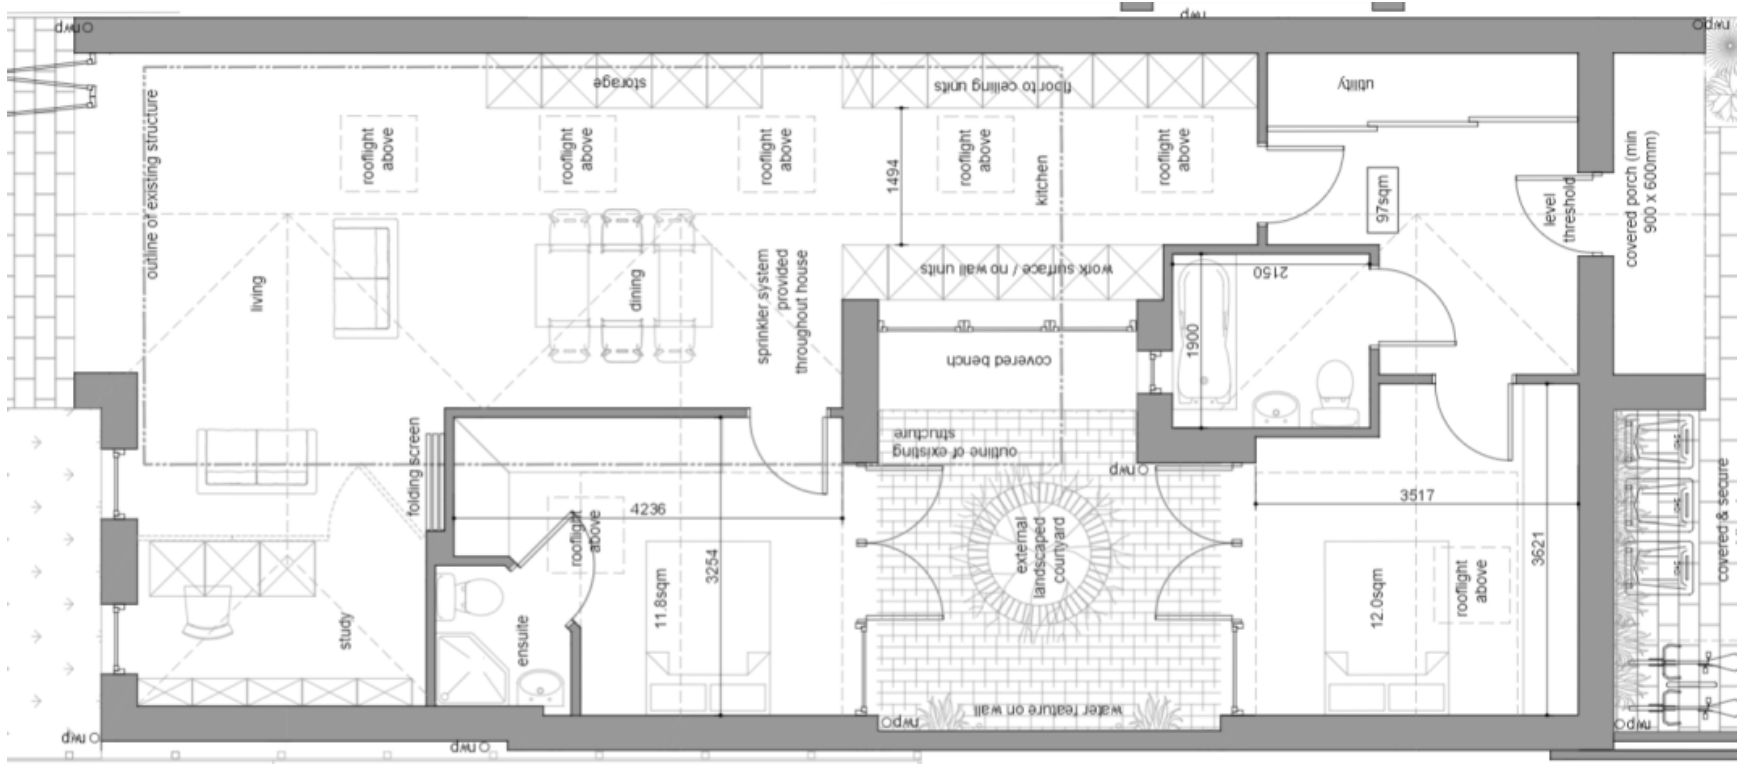 rwp
rwp
rwp
outline of existing structure
storage
floor to ceiling units
utility
rooflight
above
rooflight
above
rooflight
above
rooflight
above
rooflight
above
1494
kitchen
97sqm
level
threshold
covered porch (min
900 x 600mm)
living
dining
sprinkler system
provided
throughout house
work surface / no wall units
2150
1900
covered bench
folding screen
outline of existing
structure
rwp
4236
3254
rooflight
above
11.8sqm
external
landscaped
courtyard
3517
3621
12.0sqm
rooflight
above
covered & secure
study
ensuite
water feature on wall
rwp
rwp
rwp
rwp